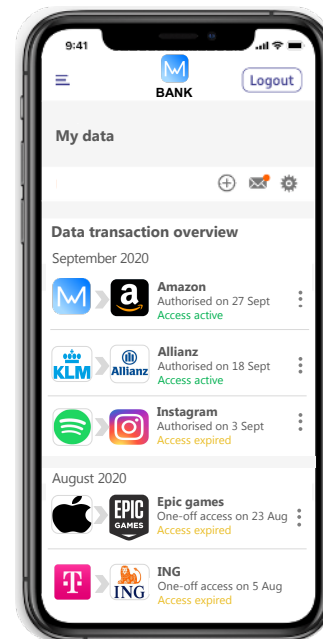 9:41
BANK
Logout
My data
Data transaction overview
September 2020
a
Amazon
Authorised on 27 Sept
Access active
KLM
Allianz
Allianz
Authorised on 18 Sept
Access active
Instagram
Authorised on 3 Sept
Access expired
August 2020
EPIC
GAMES
Epic games
One-off access on 23 Aug
Access expired
T
ING
ING
One-off access on 5 Aug
Access expired